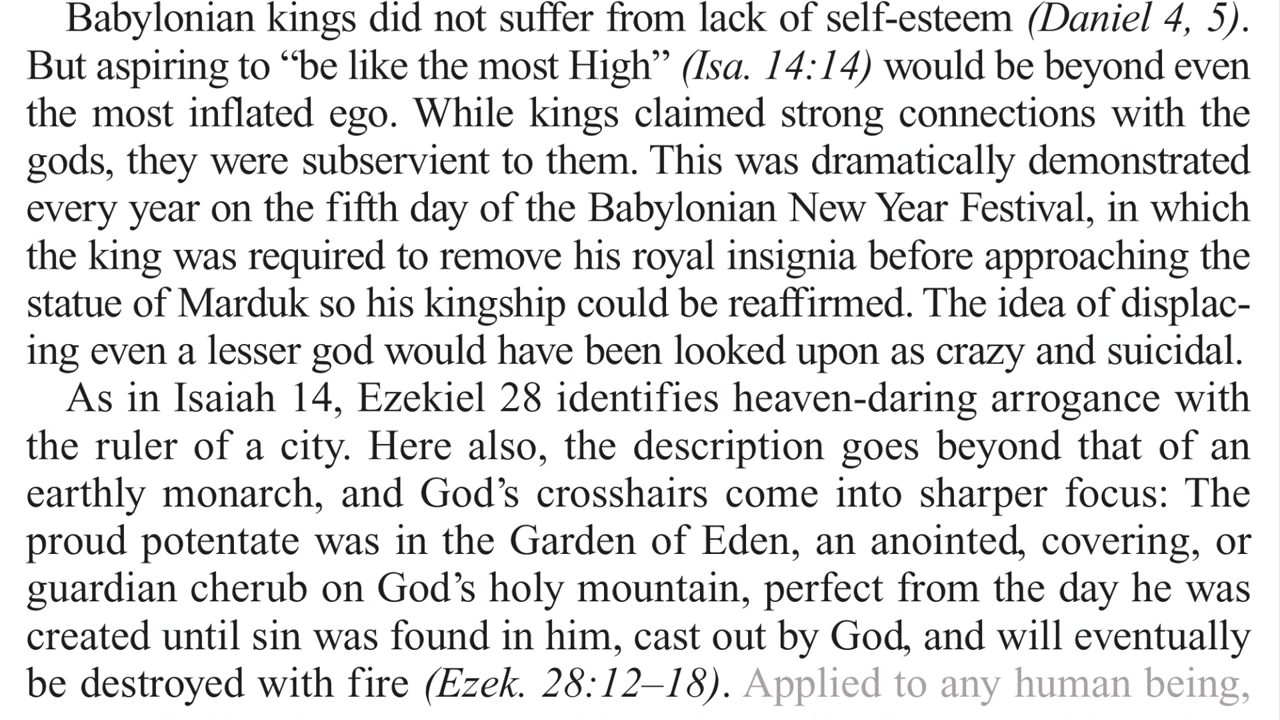 Babylonian kings did not suffer from lack of self-esteem (Daniel 4, 5).
But aspiring to “be like the most High” (Isa. 14:14) would be beyond even
the most inflated ego. While kings claimed strong connections with the
gods, they were subservient to them. This was dramatically demonstrated
every year on the fifth day of the Babylonian New Year Festival, in which
the king was required to remove his royal insignia before approaching the
statue of Marduk so his kingship could be reaffirmed. The idea of displac-
ing even a lesser god would have been looked upon as crazy and suicidal.
As in Isaiah 14, Ezekiel 28 identifies heaven-daring arrogance with
the ruler of a city. Here also, the description goes beyond that of an
earthly monarch, and God’s crosshairs come into sharper focus: The
proud potentate was in the Garden of Eden, an anointed, covering, or
guardian cherub on God’s holy mountain, perfect from the day he was
created until sin was found in him, cast out by God, and will eventually
be destroyed with fire (Ezek. 28:12–18). Applied to any human being,